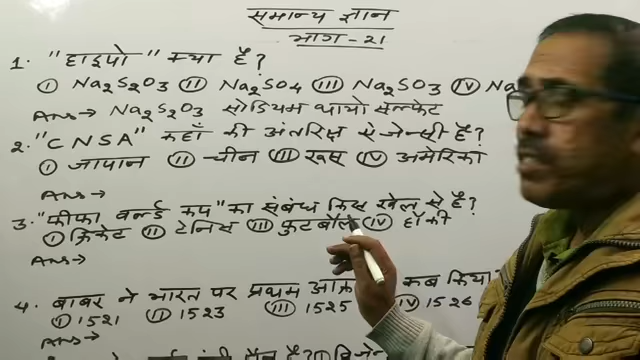 समान्य ज्ञान
भाग-21
1. "हाइपो" क्या है?
I Na2S2O3 II Na2SO4 III Na2SO3 IV Na
Ans→ Na2S2O3 सोडियम थायो सल्फेट
2. "CNSA" कहाँ की अंतरिक्ष एजेन्सी है?
I जापान II चीन III रूस IV अमेरिका
Ans→
3. "फीफा वर्ल्ड कप" का संबंध किस खेल से है?
I क्रिकेट II टेनिस III फुटबॉल IV हॉकी
Ans→
4. बाबर ने भारत पर प्रथम कब किया
I 1521 II 1523 III 1525 IV 1526
Ans→